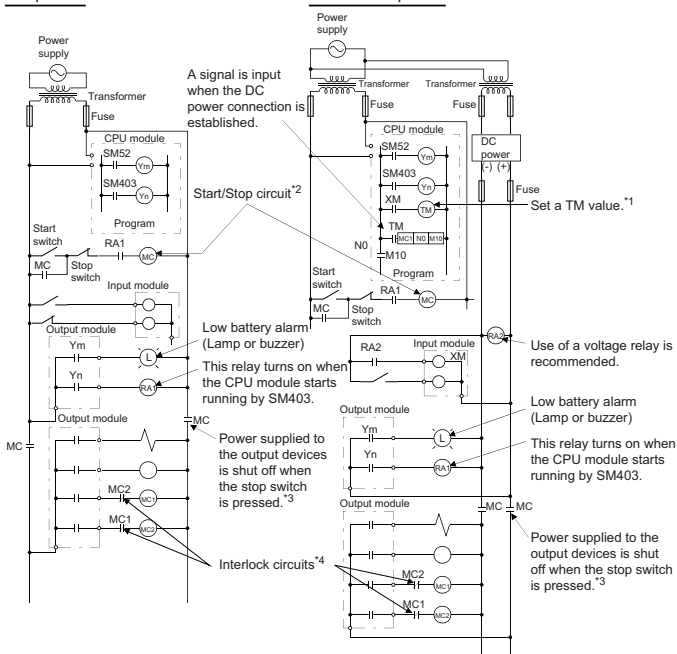 Power
supply
Transformer
Fuse
CPU module
SM52
Ym
SM403
Yn
Program
Start
switch
MC
Stop
switch
RA1
MC
Input module
Output module
Ym
L
Yn
RA1
Output module
MC
MC
MC2
MC1
MC1
MC2
A signal is input
when the DC
power connection is
established.
Start/Stop circuit*2
Low battery alarm
(Lamp or buzzer)
This relay turns on when
the CPU module starts
running by SM403.
Power supplied to
the output devices
is shut off when
the stop switch
is pressed.*3
Interlock circuits*4
Power
supply
Transformer
Transformer
Fuse
Fuse
CPU module
SM52
Ym
SM403
Yn
XM
TM
TM
MC1 N0 M10
N0
M10
Program
DC
power
(-) (+)
Fuse
Set a TM value.*1
Start
switch
MC
Stop
switch
RA1
MC
RA2
Use of a voltage relay is
recommended.
RA2
Input module
XM
Output module
Ym
L
Yn
RA1
Low battery alarm
(Lamp or buzzer)
This relay turns on when
the CPU module starts
running by SM403.
Output module
MC
MC
MC2
MC1
MC1
MC2
Power supplied to the
output devices is shut
off when the stop switch
is pressed.*3